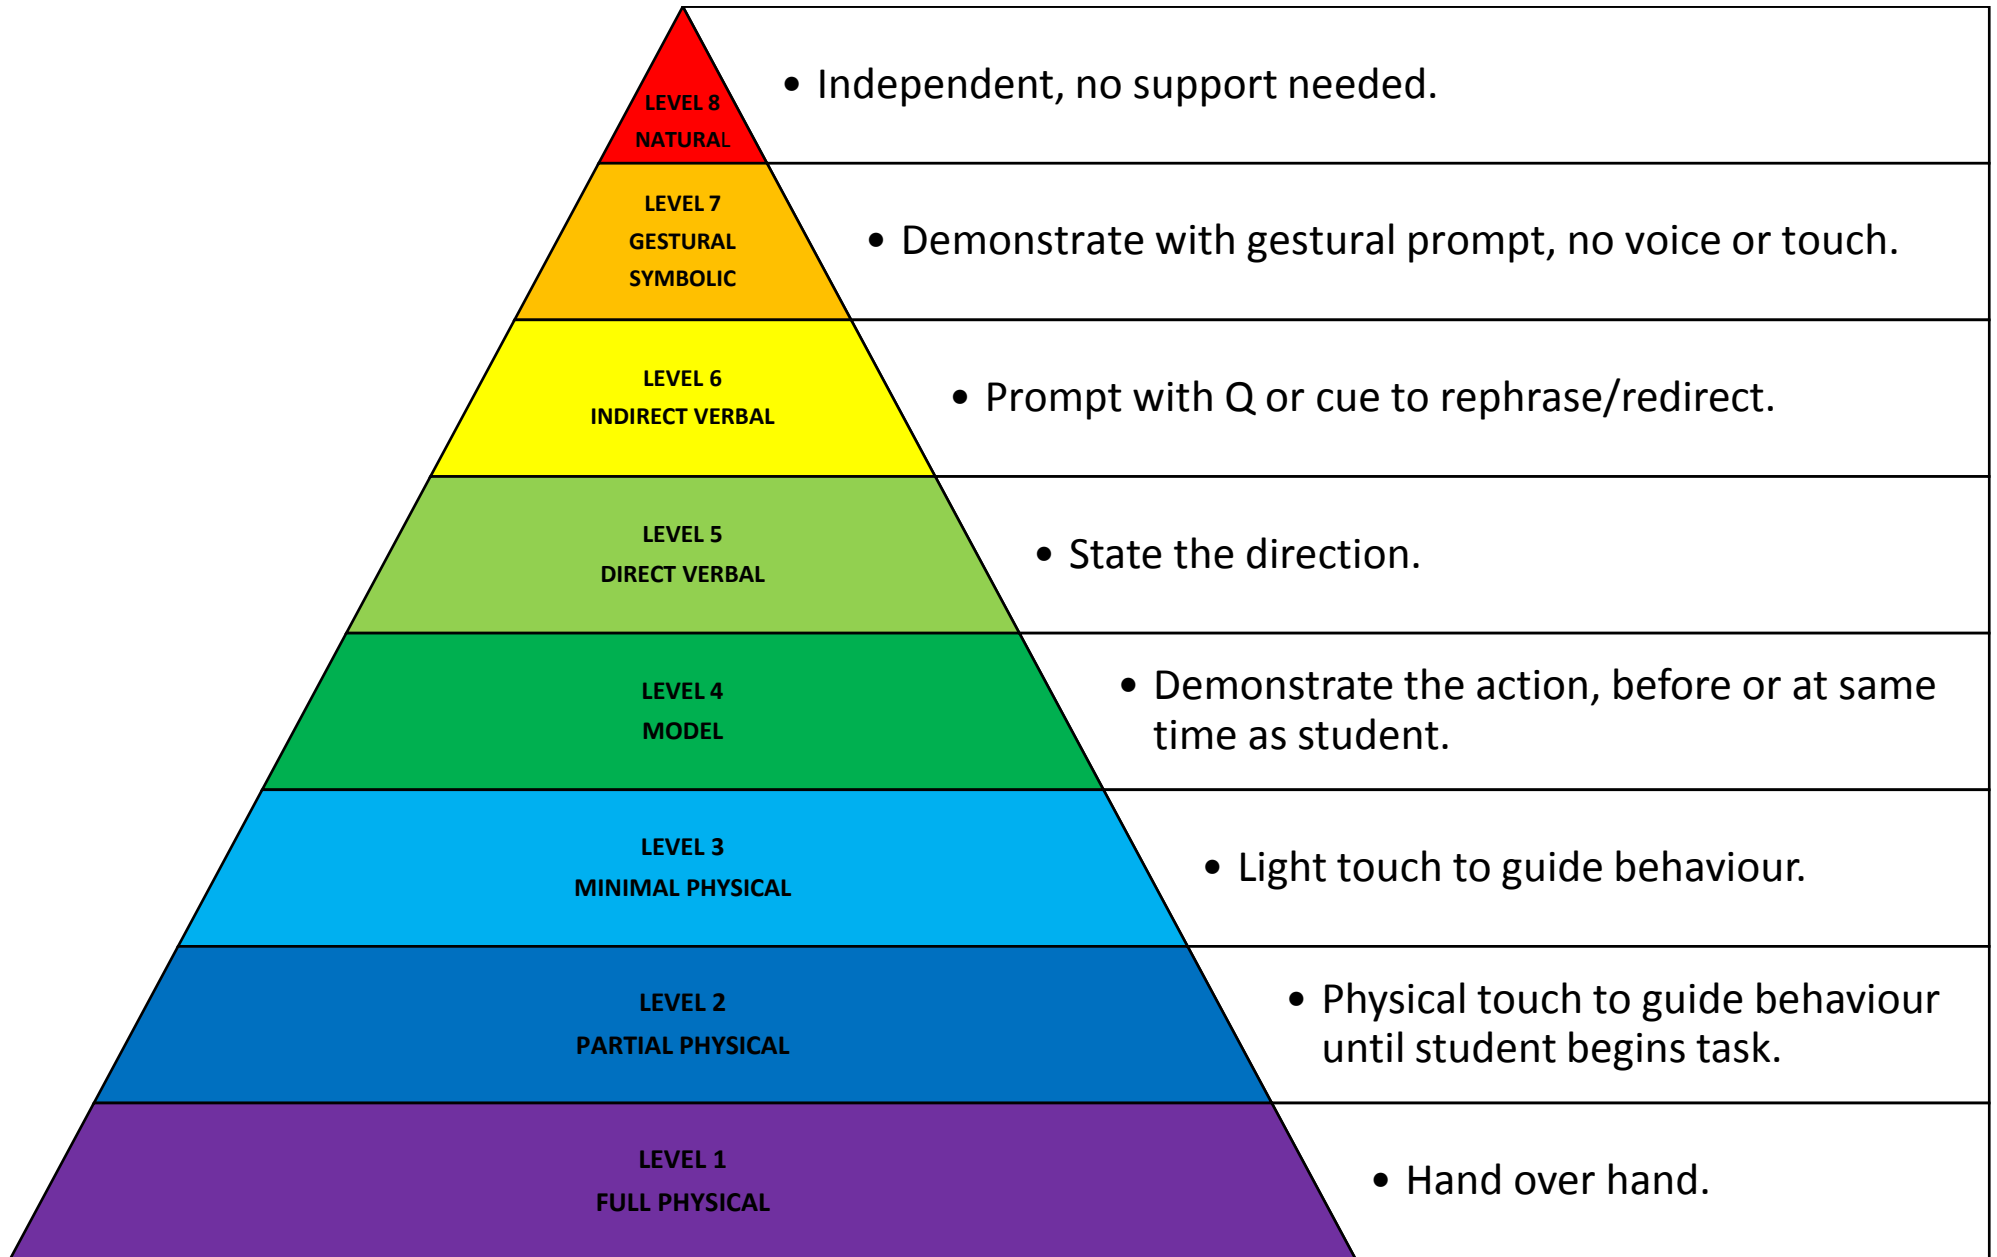 LEVEL 8
NATURAL
• Independent, no support needed.
LEVEL 7
GESTURAL
SYMBOLIC
• Demonstrate with gestural prompt, no voice or touch.
LEVEL 6
INDIRECT VERBAL
• Prompt with Q or cue to rephrase/redirect.
LEVEL 5
DIRECT VERBAL
• State the direction.
LEVEL 4
MODEL
• Demonstrate the action, before or at same
time as student.
LEVEL 3
MINIMAL PHYSICAL
• Light touch to guide behaviour.
LEVEL 2
PARTIAL PHYSICAL
• Physical touch to guide behaviour
until student begins task.
LEVEL 1
FULL PHYSICAL
• Hand over hand.